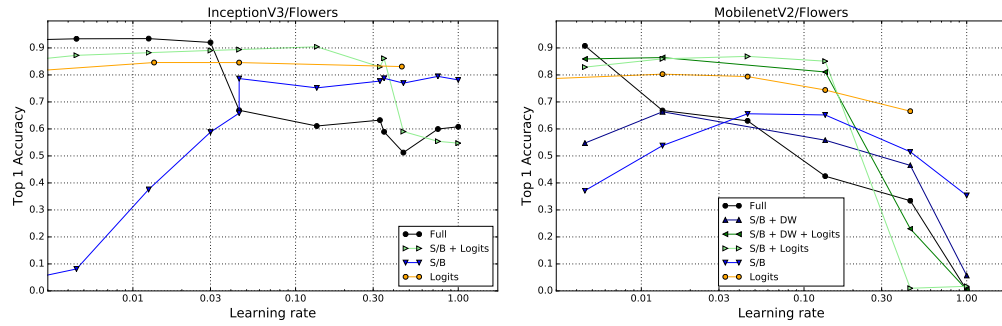 InceptionV3/Flowers
Top 1 Accuracy
0.9
0.8
0.7
0.6
0.5
0.4
0.3
0.2
0.1
0.0
0.01
0.03
0.10
0.30
1.00
Learning rate
Full
S/B + Logits
S/B
Logits
MobilenetV2/Flowers
Top 1 Accuracy
0.9
0.8
0.7
0.6
0.5
0.4
0.3
0.2
0.1
0.0
0.01
0.03
0.10
0.30
1.00
Learning rate
Full
S/B + DW
S/B + DW + Logits
S/B + Logits
S/B
Logits